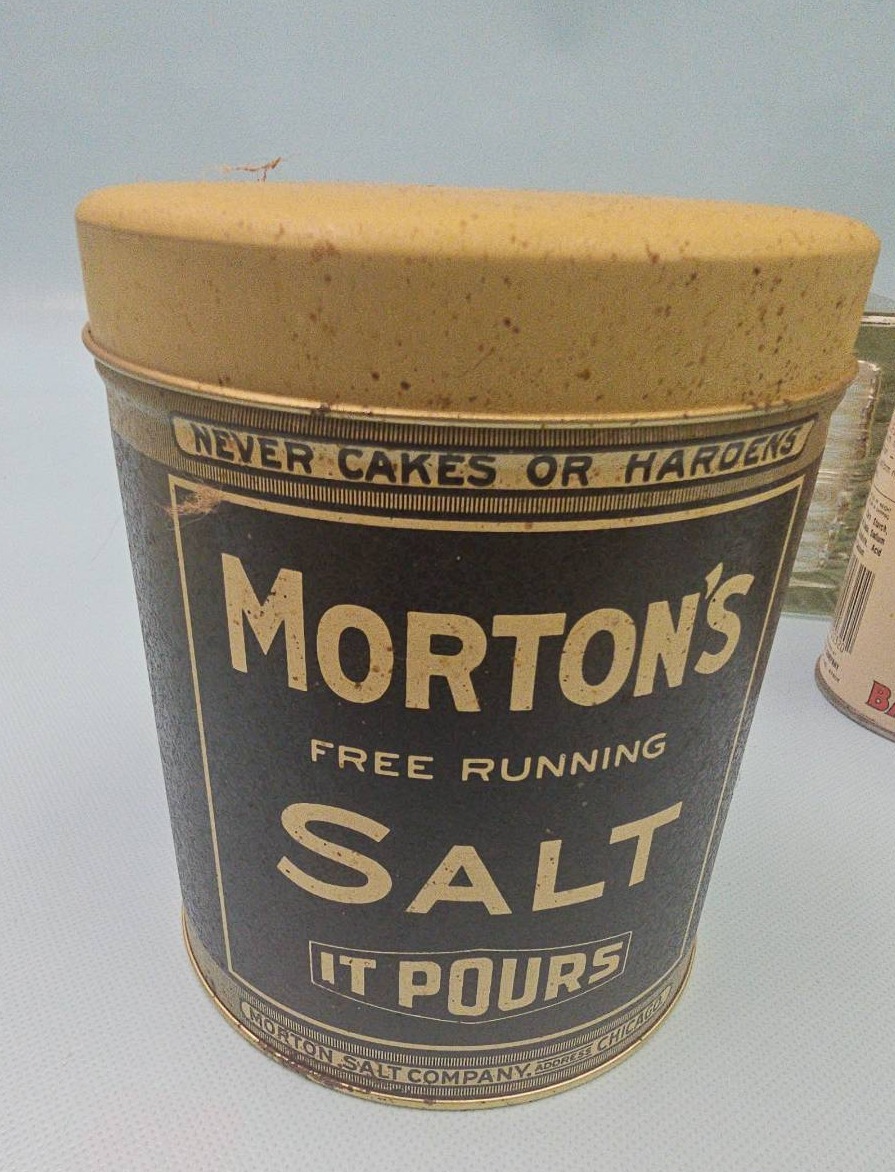 NEVER CAKES OR HARDENS
MORTON'S
FREE RUNNING
SALT
IT POURS
MORTON SALT COMPANY. ADDRESS CHICAGO